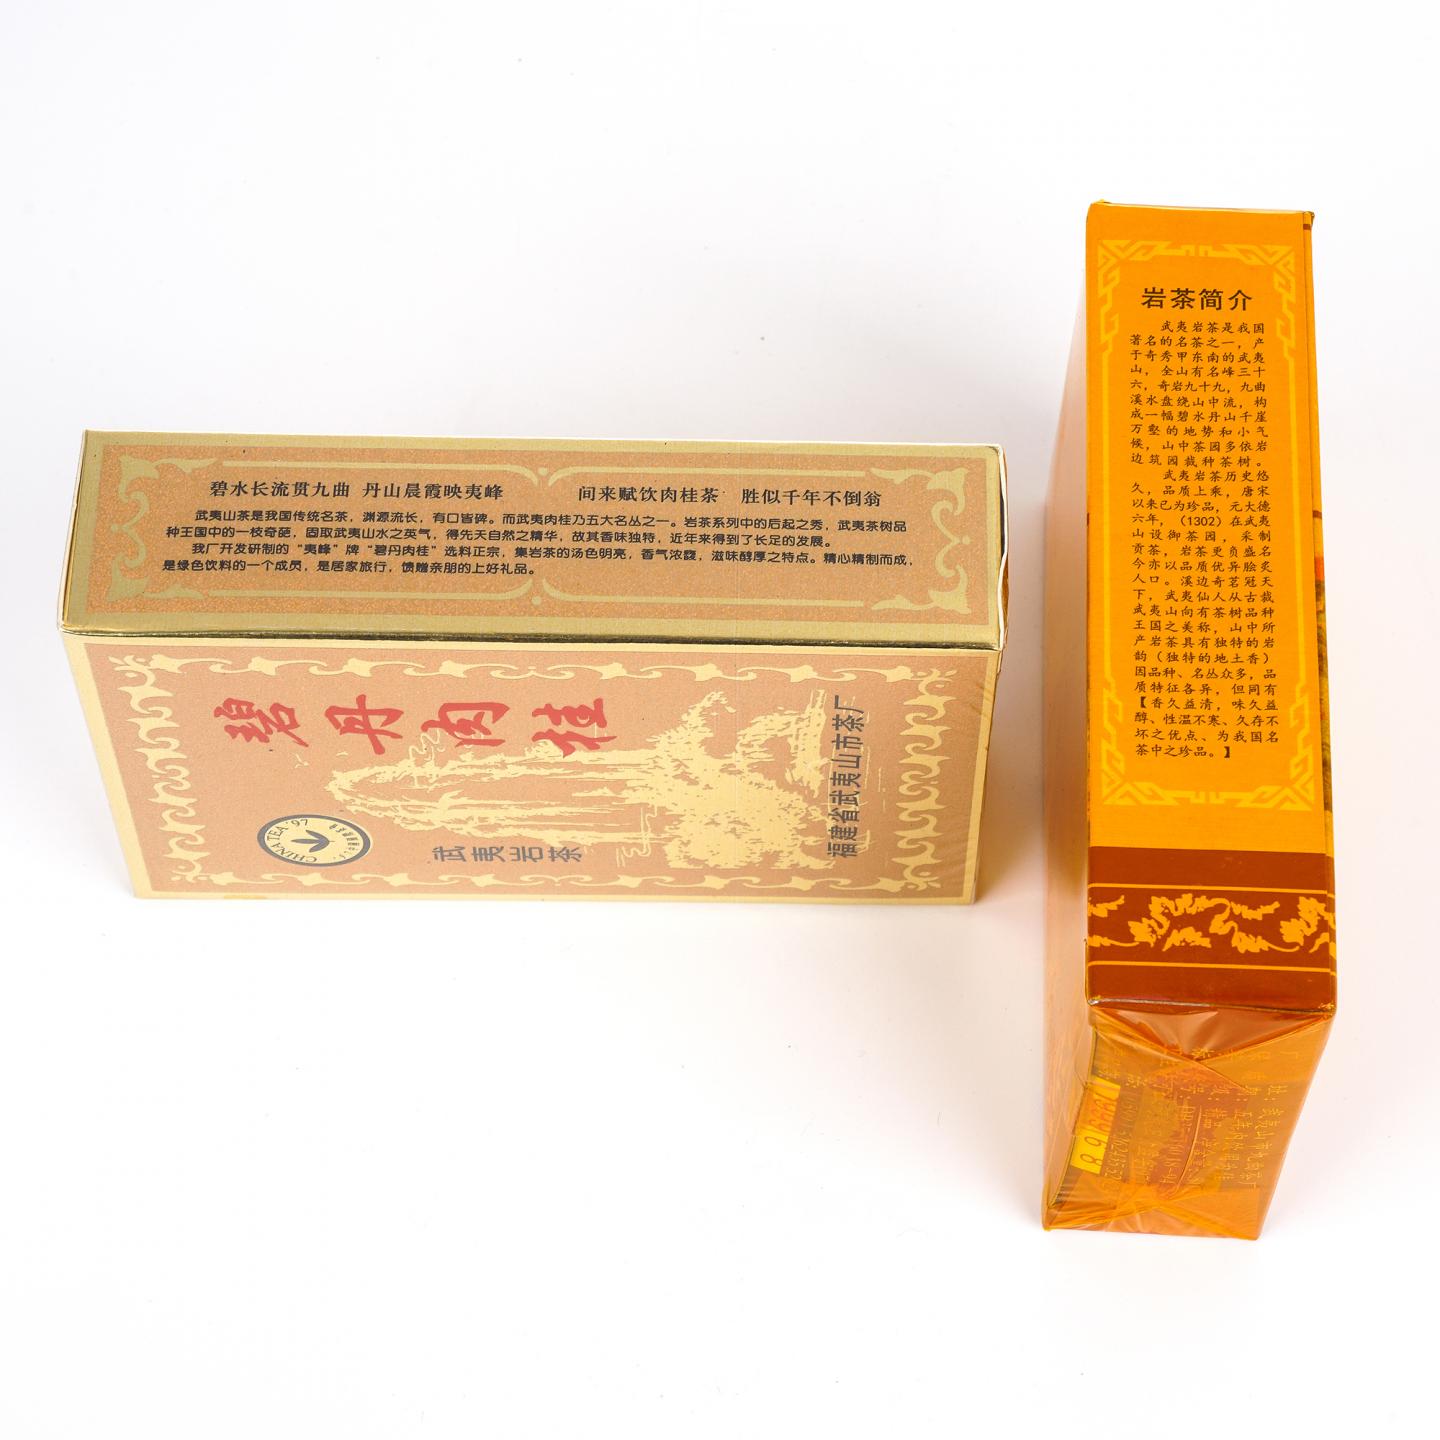 碧水长流贯九曲 丹山晨霞映夷峰 间来赋饮肉桂茶 胜似千年不倒翁
武夷山茶是我国传统名茶，渊源流长，有口皆碑。而武夷肉桂乃五大名丛之一。岩茶系列中的后起之秀，武夷茶树品
种王国中的一枝奇葩，固取武夷山水之英气，得先天自然之精华，故其香味独特，近年来得到了长足的发展。
我厂开发研制的“夷峰”牌“碧丹肉桂”选料正宗，集岩茶的汤色明亮，香气浓馥，滋味醇厚之特点。精心精制而成，
是绿色饮料的一个成员，是居家旅行，馈赠亲朋的上好礼品。
碧丹肉桂
CHINA TEA '97
武夷岩茶
福建省武夷山市茶厂
岩茶简介
武夷岩茶是我国
著名的名茶之一，产
于奇秀甲东南的武夷
山，全山有名峰三十
六，奇岩九十九，九曲
溪水盘绕山中流，构
成一幅碧水丹山千崖
万壑的地势和小气
候，山中茶园多依岩
边筑园栽种茶树。
武夷岩茶历史悠
久，品质上乘，唐宋
以来已为珍品，元大德
六年，（1302）在武夷
山设御茶园，采制
贡茶，岩茶更负盛名
今亦以品质优异脍炙
人口。溪边奇茗冠天
下，武夷仙人从古栽
武夷山向有茶树品种
王国之美称，山中所
产岩茶具有独特的岩
韵（独特的地土香）
因品种、名丛众多，品
质特征各异，但同有
【香久益清，味久益
醇、性温不寒、久存不
坏之优点、为我国名
茶中之珍品。】
1999 6 8